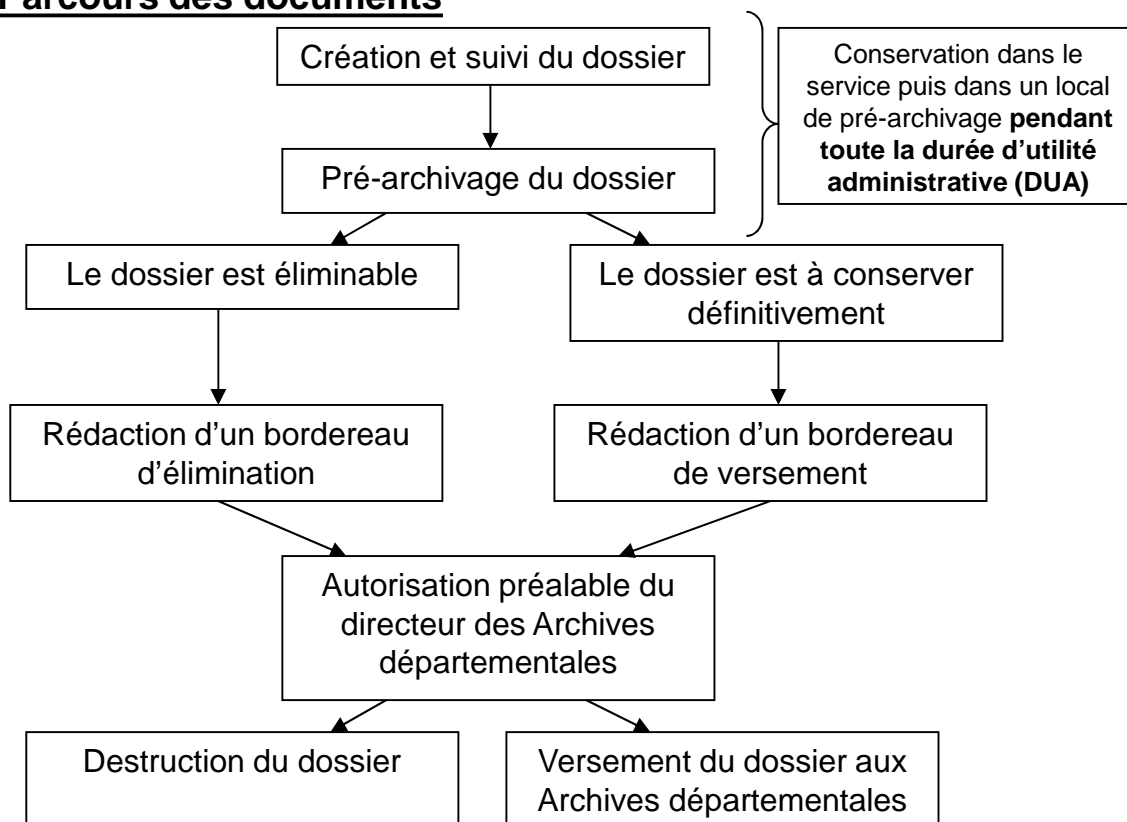 Parcours des documents
Création et suivi du dossier
Conservation dans le
service puis dans un local
de pré-archivage pendant
toute la durée d’utilité
administrative (DUA)
Pré-archivage du dossier
Le dossier est éliminable
Le dossier est à conserver
définitivement
Rédaction d’un bordereau
d’élimination
Rédaction d’un bordereau
de versement
Autorisation préalable du
directeur des Archives
départementales
Destruction du dossier
Versement du dossier aux
Archives départementales